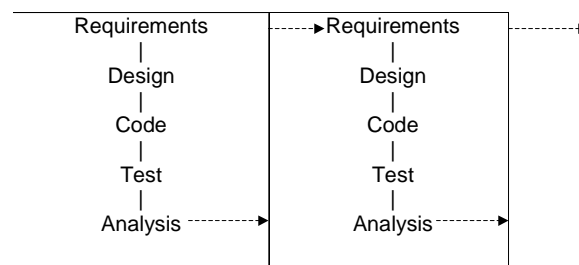 Requirements
Design
Code
Test
Analysis
Requirements
Design
Code
Test
Analysis